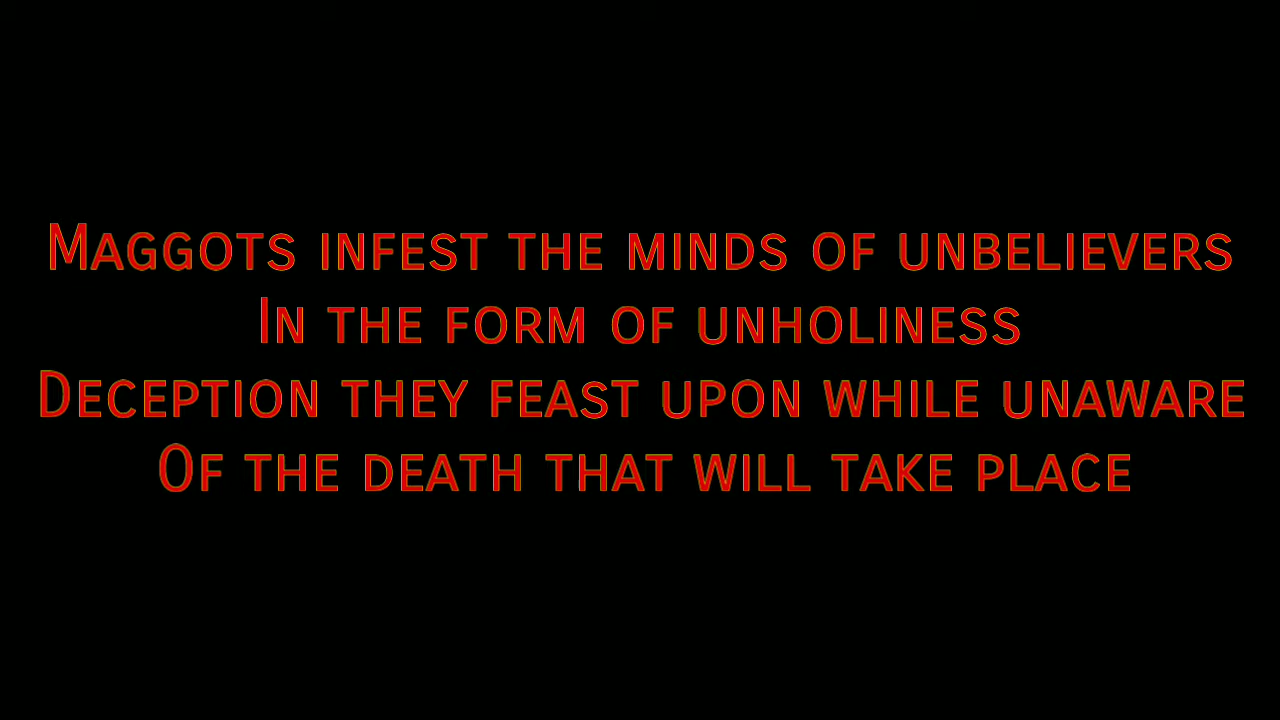 Maggots infest the minds of unbelievers
In the form of unholiness
Deception they feast upon while unaware
Of the death that will take place